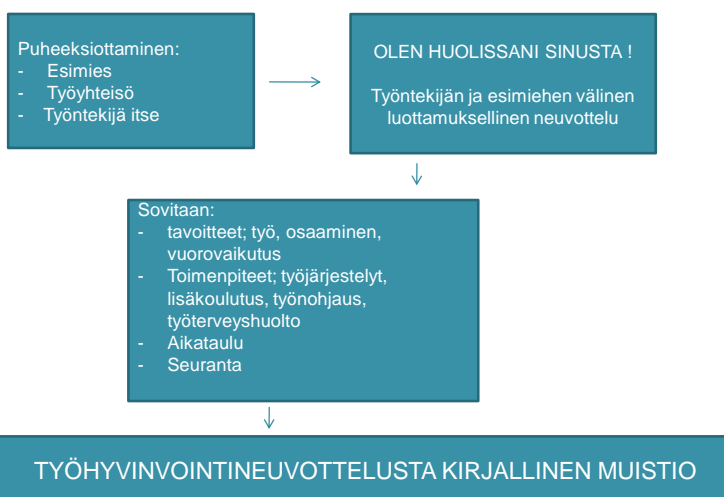 Puheeksiottaminen:
- Esimies
- Työyhteisö
- Työntekijä itse
OLEN HUOLISSANI SINUSTA !
Työntekijän ja esimiehen välinen
luottamuksellinen neuvottelu
Sovitaan:
- tavoitteet; työ, osaaminen,
vuorovaikutus
- Toimenpiteet; työjärjestelyt,
lisäkoulutus, työnohjaus,
työterveyshuolto
- Aikataulu
- Seuranta
TYÖHYVINVOINTINEUVOTTELUSTA KIRJALLINEN MUISTIO